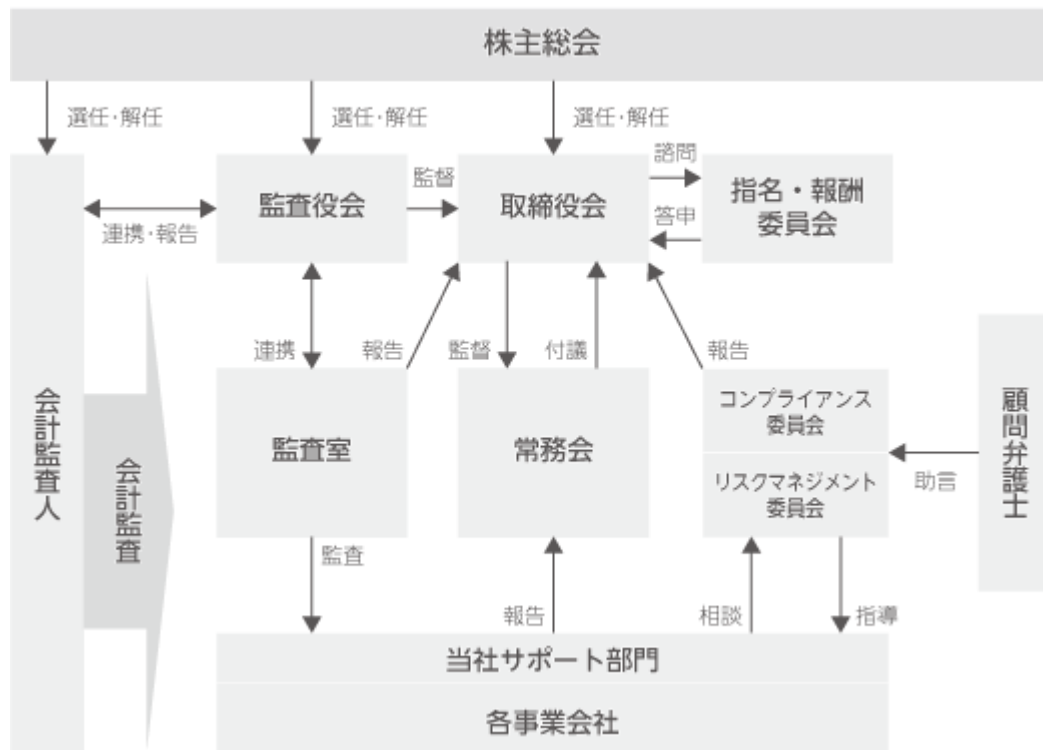 株主総会
選任・解任
選任・解任
選任・解任
監査役会
監督
取締役会
諮問
答申
指名・報酬
委員会
連携・報告
連携
報告
監督
付議
報告
会計監査人
会計監査
監査室
常務会
コンプライアンス
委員会
リスクマネジメント
委員会
助言
顧問弁護士
監査
報告
相談
指導
当社サポート部門
各事業会社